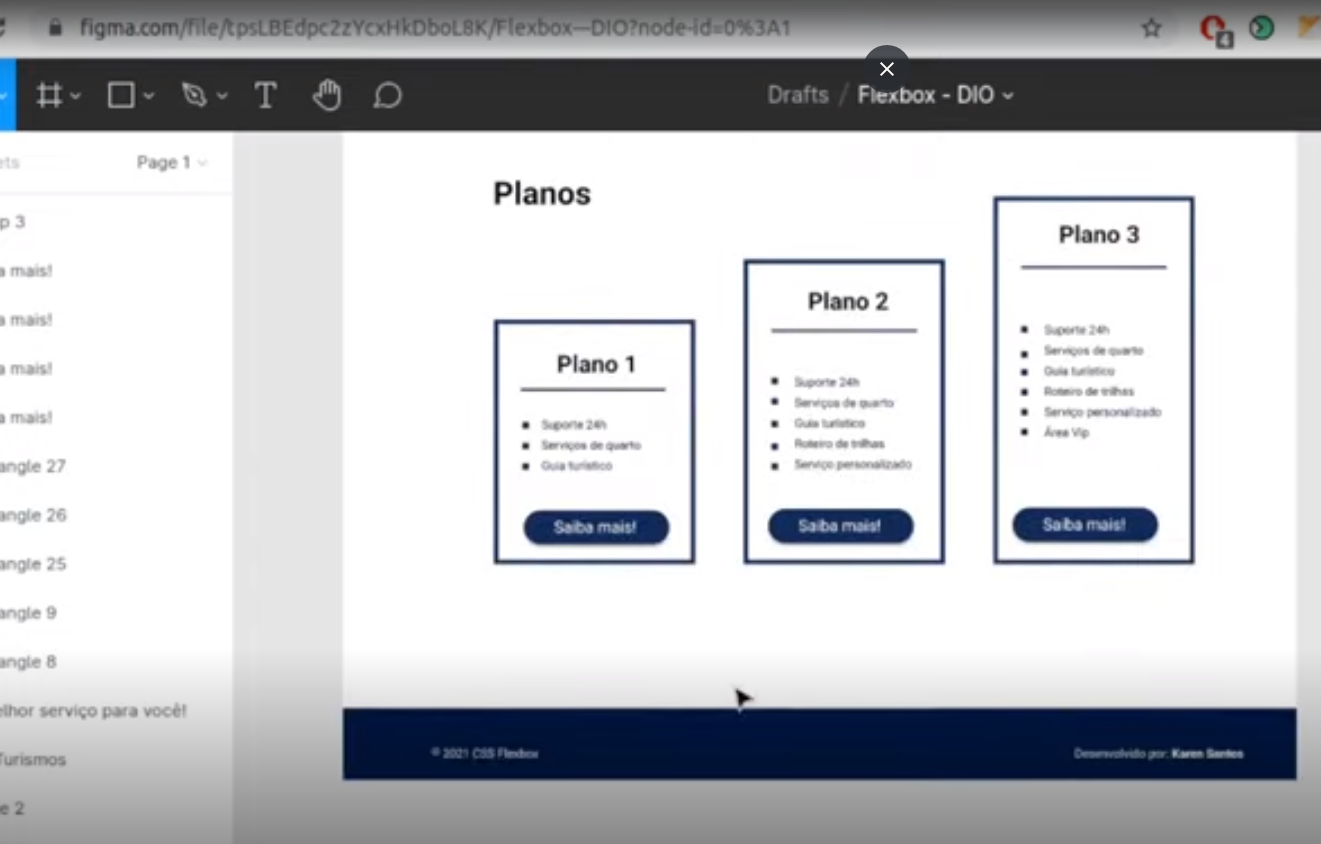 figma.com/file/tpsLBEdpc2zYcxHkDboL8K/Flexbox—DIO?node-id=0%3A1
4
T
Drafts / Flexbox - DIO
ets
Page 1
p 3
a mais!
a mais!
a mais!
a mais!
angle 27
angle 26
angle 25
angle 9
angle 8
elhor serviço para você!
Turismos
e 2
Planos
Plano 1
Suporte 24h
Serviços de quarto
Guia turístico
Saiba mais!
Plano 2
Suporte 24h
Serviços de quarto
Guia turístico
Roteiro de trilhas
Serviço personalizado
Saiba mais!
Plano 3
Suporte 24h
Serviços de quarto
Guia turístico
Roteiro de trilhas
Serviço personalizado
Área Vip
Saiba mais!
© 2021 CSS Flexbox
Desenvolvido por: Karen Santos